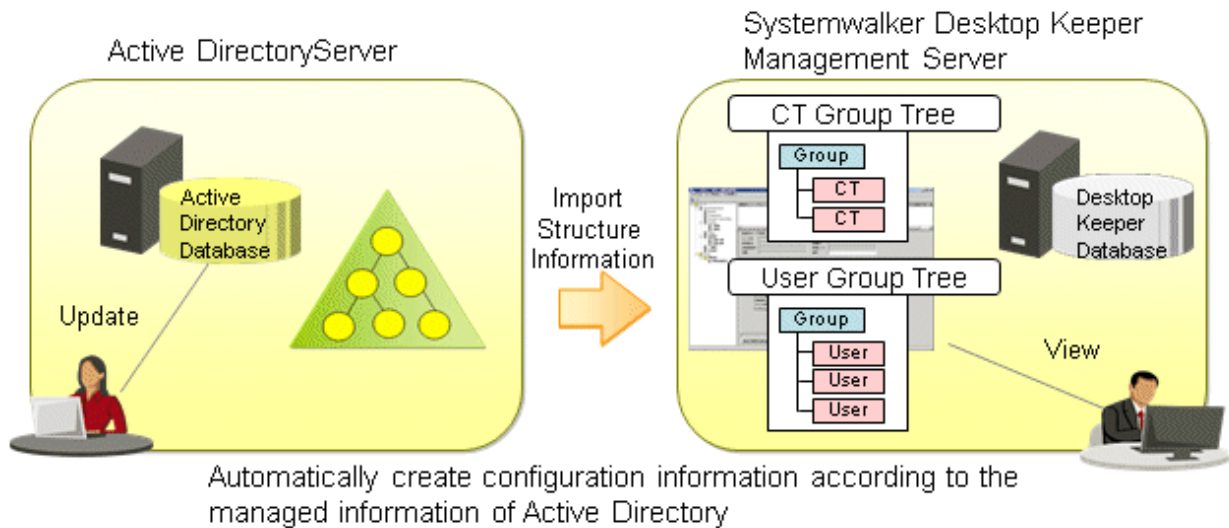 Active DirectoryServer
Active
Directory
Database
Update
Import
Structure
Information
Systemwalker Desktop Keeper
Management Server
CT Group Tree
Group
CT
CT
User Group Tree
Group
User
User
User
Desktop
Keeper
Database
View
Automatically create configuration information according to the
managed information of Active Directory